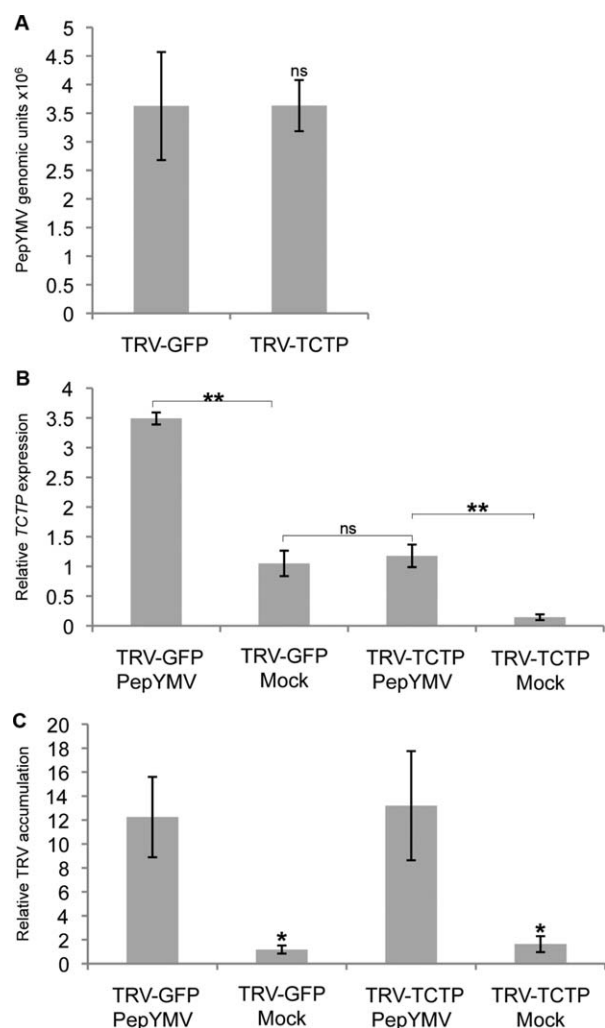 A
PepYMV genomic units x10⁶
5
4.5
4
3.5
3
2.5
2
1.5
1
0.5
0
ns
TRV-GFP TRV-TCTP
B
Relative TCTP expression
4
3.5
3
2.5
2
1.5
1
0.5
0
**
ns
**
TRV-GFP TRV-GFP TRV-TCTP TRV-TCTP
PepYMV Mock PepYMV Mock
C
Relative TRV accumulation
20
18
16
14
12
10
8
6
4
2
0
* *
TRV-GFP TRV-GFP TRV-TCTP TRV-TCTP
PepYMV Mock PepYMV Mock